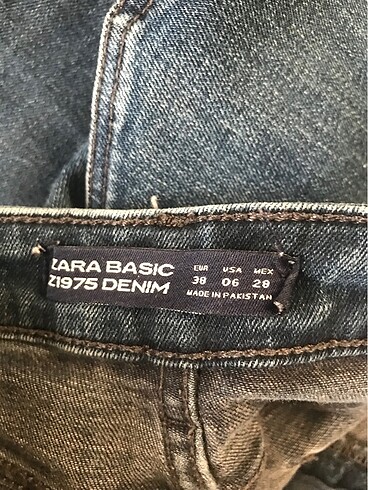 ZARA BASIC
Z1975 DENIM
EUR USA MEX
38 06 28
MADE IN PAKISTAN